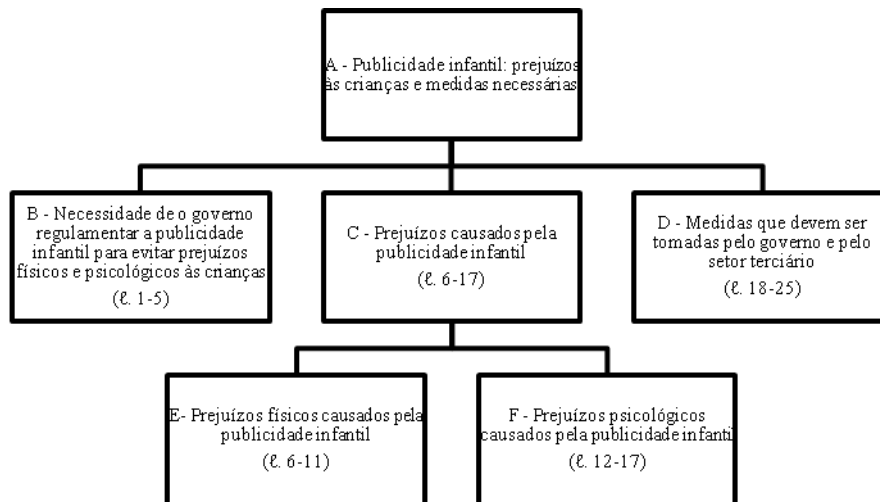 A - Publicidade infantil: prejuízos
às crianças e medidas necessárias
B - Necessidade de o governo
regulamentar a publicidade
infantil para evitar prejuízos
físicos e psicológicos às crianças
(ℓ. 1-5)
C - Prejuízos causados pela
publicidade infantil
(ℓ. 6-17)
D - Medidas que devem ser
tomadas pelo governo e pelo
setor terciário
(ℓ. 18-25)
E- Prejuízos físicos causados pela
publicidade infantil
(ℓ. 6-11)
F - Prejuízos psicológicos
causados pela publicidade infantil
(ℓ. 12-17)